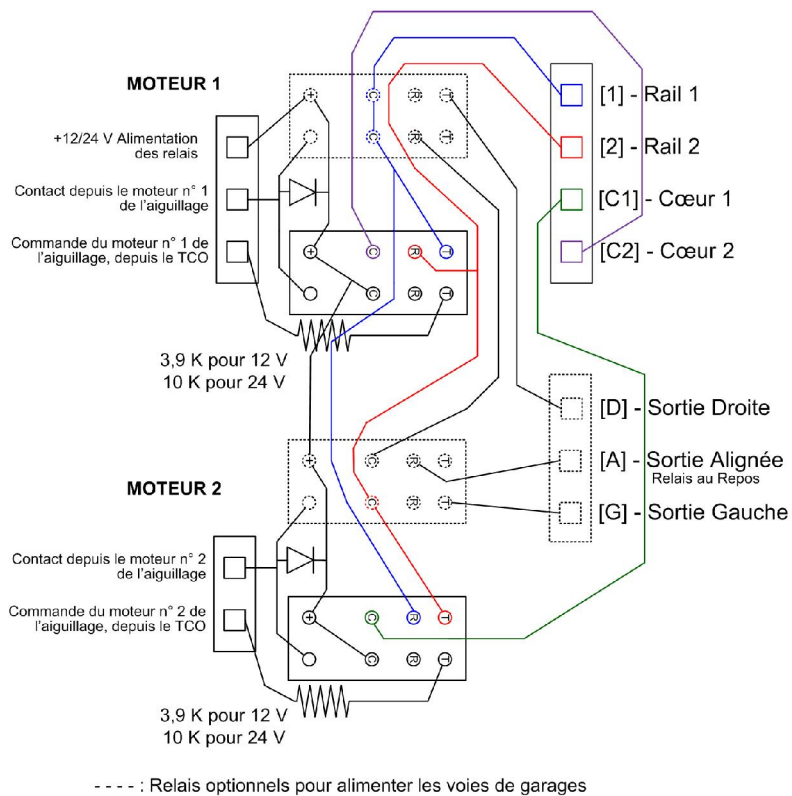 MOTEUR 1
+12/24 V Alimentation
des relais
Contact depuis le moteur n° 1
de l'aiguillage
Commande du moteur n° 1 de
l'aiguillage, depuis le TCO
+ C R T
C R T
+ C R T
C R T
3,9 K pour 12 V
10 K pour 24 V
[1] - Rail 1
[2] - Rail 2
[C1] - Cœur 1
[C2] - Cœur 2
[D] - Sortie Droite
[A] - Sortie Alignée
Relais au Repos
[G] - Sortie Gauche
MOTEUR 2
Contact depuis le moteur n° 2
de l'aiguillage
Commande du moteur n° 2 de
l'aiguillage, depuis le TCO
+ C R T
C R T
+ C R T
C R T
3,9 K pour 12 V
10 K pour 24 V
- - - - : Relais optionnels pour alimenter les voies de garages